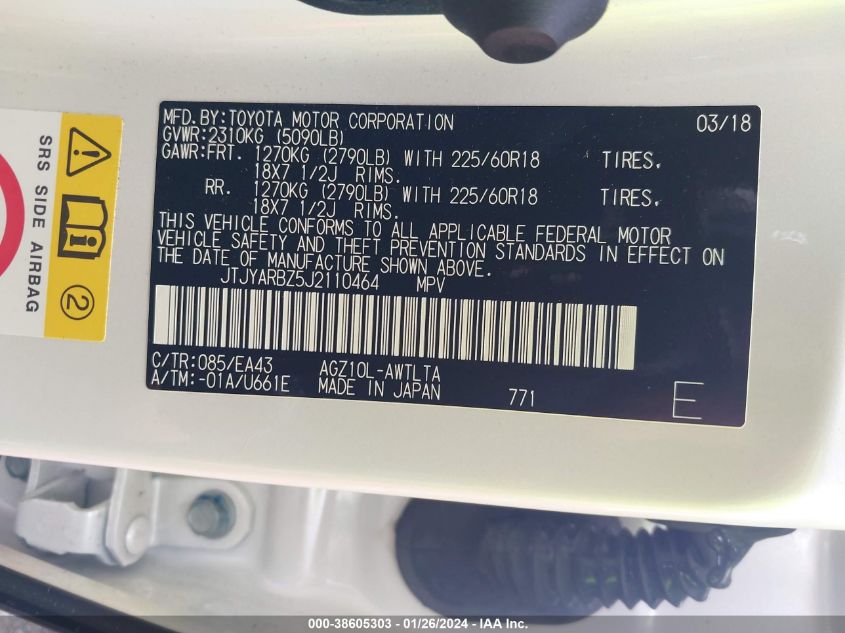 MFD.BY:TOYOTA MOTOR CORPORATION 03/18
GVWR:2310KG (5090LB)
GAWR:FRT. 1270KG (2790LB) WITH 225/60R18 TIRES.
18X7 1/2J RIMS.
RR. 1270KG (2790LB) WITH 225/60R18 TIRES.
18X7 1/2J RIMS.
THIS VEHICLE CONFORMS TO ALL APPLICABLE FEDERAL MOTOR
VEHICLE SAFETY AND THEFT PREVENTION STANDARDS IN EFFECT ON
THE DATE OF MANUFACTURE SHOWN ABOVE.
JTJYARBZ5J2110464 MPV
C/TR:085/EA43 AGZ10L-AWTLTA
A/TM:-01A/U661E MADE IN JAPAN 771
E
SRS SIDE AIRBAG
2
000-38605303 - 01/26/2024 - IAA Inc.